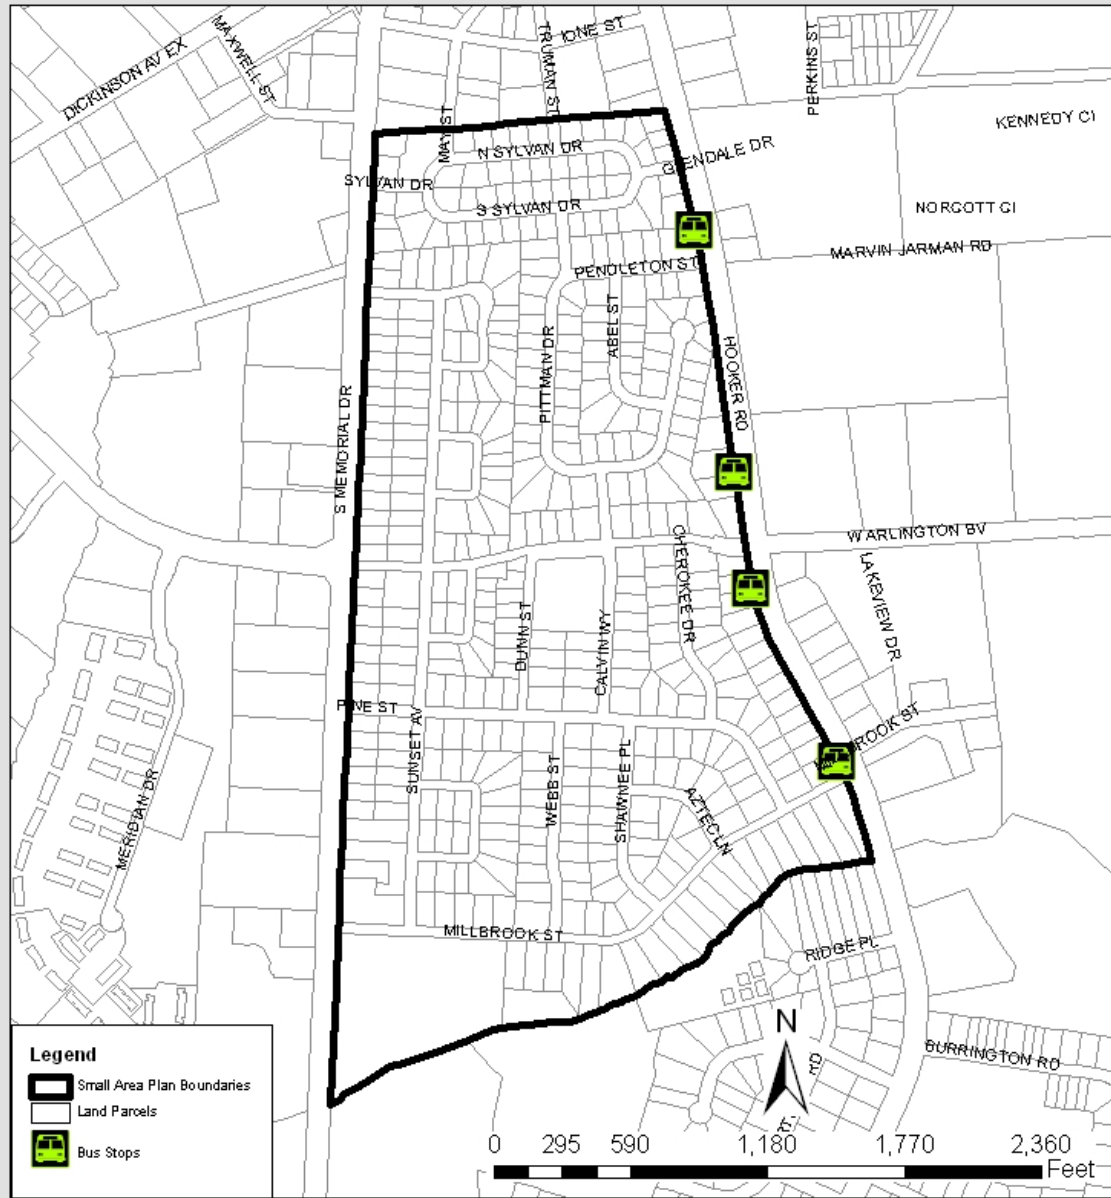 IONE ST
TRUMAN ST
PERKINS ST
MAXWELL ST
DICKINSON AV EX
KENNEDY CI
MAY ST
N SYLVAN DR
GLENDALE DR
SYLVAN DR
S SYLVAN DR
NORCOTT CI
MARVIN JARMAN RD
PENDLETON ST
ABEL ST
PITTMAN DR
HOOKER RD
S MEMORIAL DR
W ARLINGTON BV
CHEROKEE DR
LAKEVIEW DR
DUNN ST
CALVIN WY
PINE ST
SUNSET AV
MILLBROOK ST
WEBB ST
SHAWNEE PL
AZTEC LN
MERIDIAN DR
MILLBROOK ST
RIDGE PL
BURRINGTON RD
RD
N
Legend
Small Area Plan Boundaries
Land Parcels
Bus Stops
0 295 590 1,180 1,770 2,360
Feet